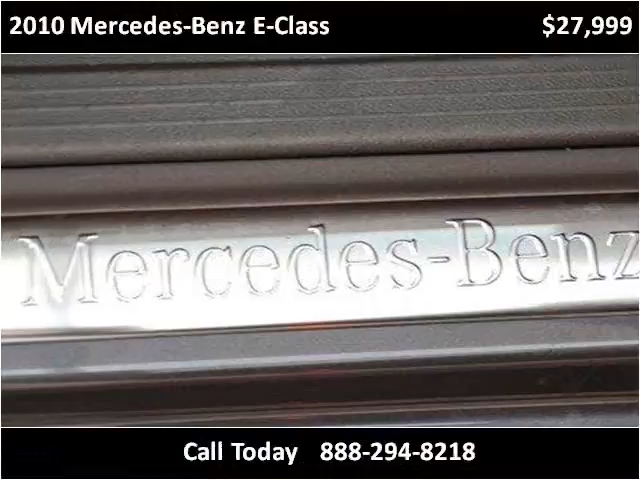 2010 Mercedes-Benz E-Class $27,999
Mercedes-Benz
Call Today 888-294-8218